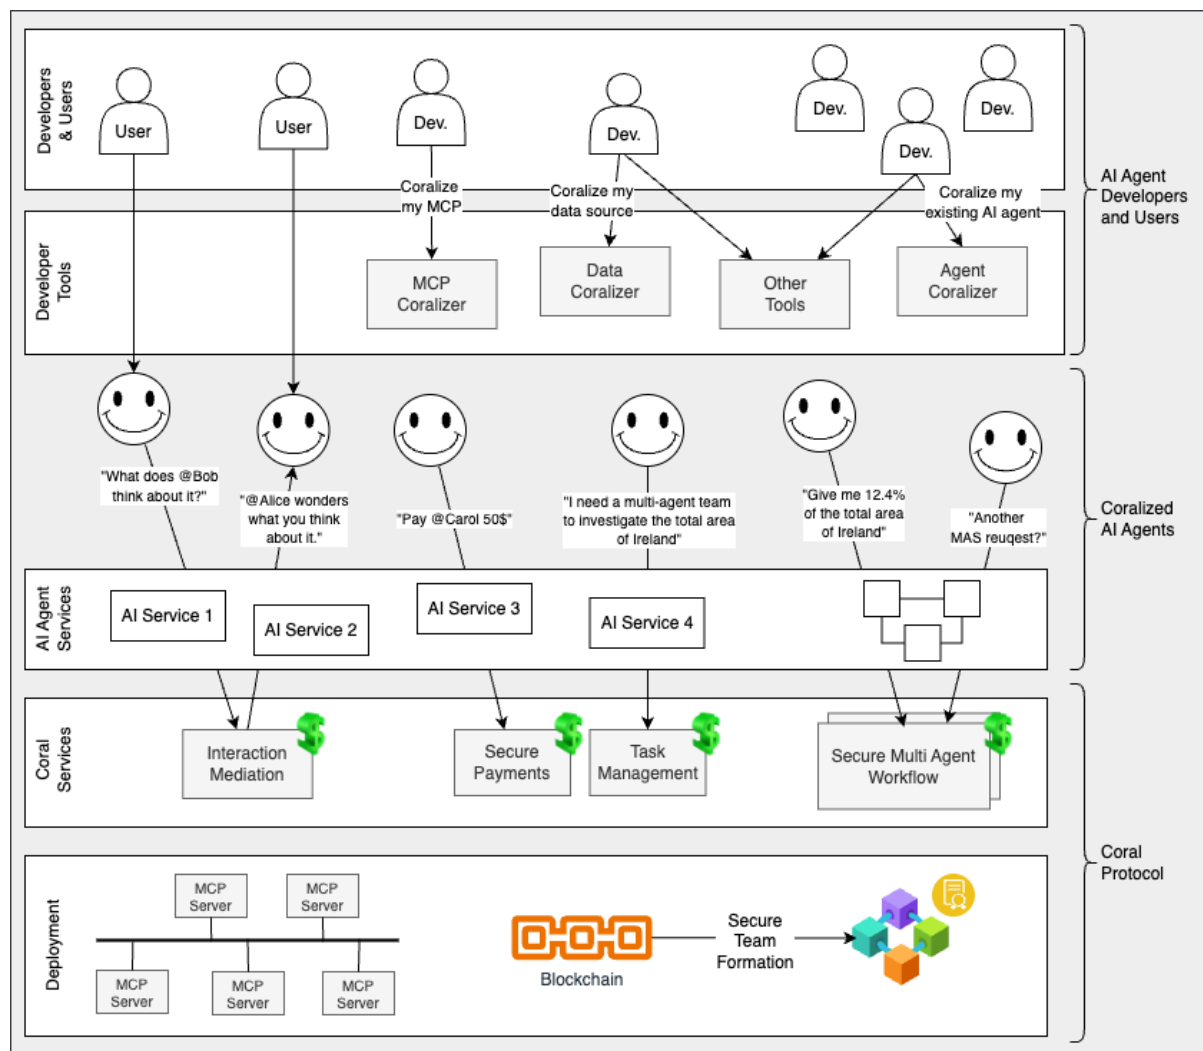 Developers
& Users
User
User
Dev.
Dev.
Dev.
Dev.
Dev.
Coralize
my MCP
Coralize my
data source
Coralize my
existing AI agent
AI Agent
Developers
and Users
Developer
Tools
MCP
Coralizer
Data
Coralizer
Other
Tools
Agent
Coralizer
"What does @Bob
think about it?"
"@Alice wonders
what you think
about it."
"Pay @Carol 50$"
"I need a multi-agent team
to investigate the total area
of Ireland"
"Give me 12.4%
of the total area
of Ireland"
"Another
MAS reuqest?"
Coralized
AI Agents
AI Agent
Services
AI Service 1
AI Service 2
AI Service 3
AI Service 4
Coral
Services
Interaction
Mediation
$
Secure
Payments
$
Task
Management
$
Secure Multi Agent
Workflow
$
Coral
Protocol
Deployment
MCP
Server
MCP
Server
MCP
Server
MCP
Server
MCP
Server
Blockchain
Secure
Team
Formation